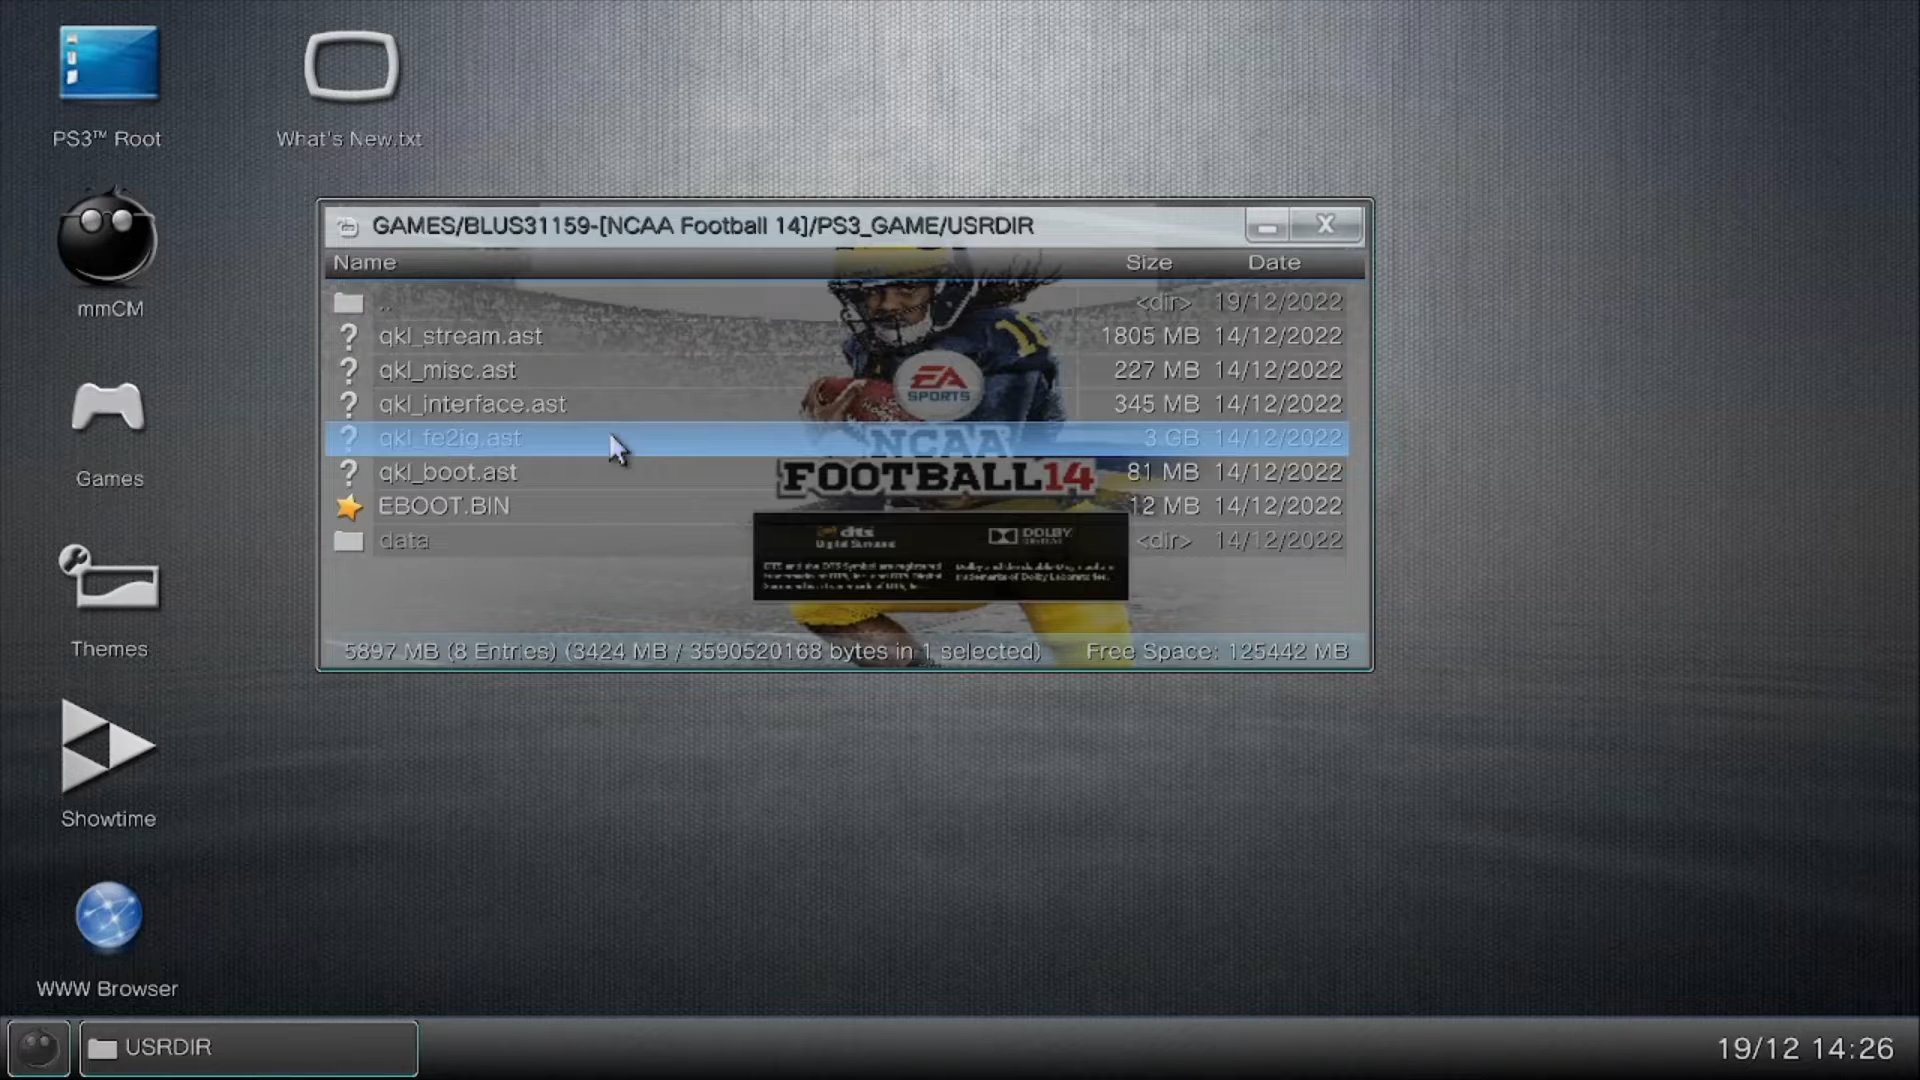 PS3™ Root
What's New.txt
mmCM
Games
Themes
Showtime
WWW Browser
GAMES/BLUS31159-[NCAA Football 14]/PS3_GAME/USRDIR
X
Name Size Date
.. <dir> 19/12/2022
? qkl_stream.ast 1805 MB 14/12/2022
? qkl_misc.ast 227 MB 14/12/2022
? qkl_interface.ast 345 MB 14/12/2022
? qkl_fe2ig.ast 3 GB 14/12/2022
? qkl_boot.ast 81 MB 14/12/2022
EBOOT.BIN 12 MB 14/12/2022
data <dir> 14/12/2022
EA
SPORTS
NCAA
FOOTBALL14
dts
Digital Surround
DOLBY
5897 MB (8 Entries) (3424 MB / 3590520168 bytes in 1 selected) Free Space: 125442 MB
USRDIR
19/12 14:26